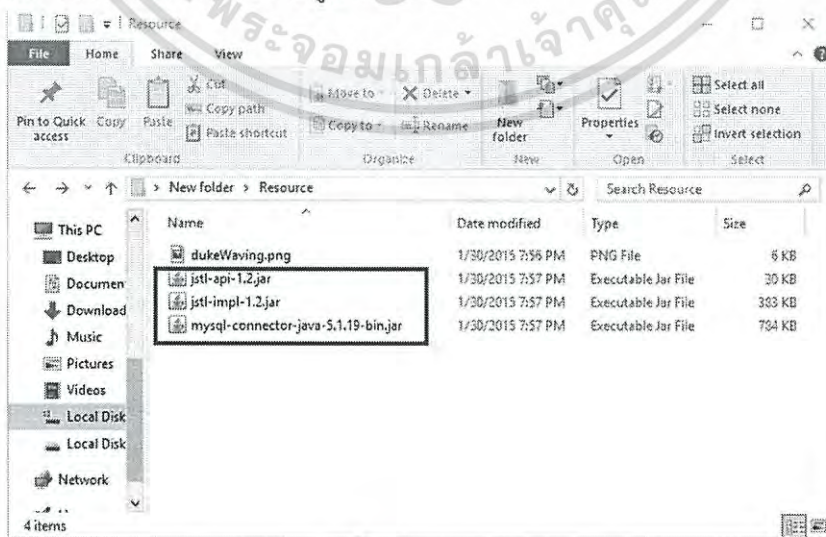 Resource
พระจอมเกล้าเจ้าคุ
File Home Share View
Pin to Quick access
Copy
Paste
Cut
Copy path
Paste shortcut
Move to
Copy to
Delete
Rename
New folder
Properties
Select all
Select none
Invert selection
Clipboard Organize New Open Select
New folder > Resource
Search Resource
Name Date modified Type Size
dukeWaving.png 1/30/2015 7:56 PM PNG File 6 KB
jstl-api-1.2.jar 1/30/2015 7:57 PM Executable Jar File 30 KB
jstl-impl-1.2.jar 1/30/2015 7:57 PM Executable Jar File 383 KB
mysql-connector-java-5.1.19-bin.jar 1/30/2015 7:57 PM Executable Jar File 784 KB
This PC
Desktop
Documen
Download
Music
Pictures
Videos
Local Disk
Local Disk
Network
4 items